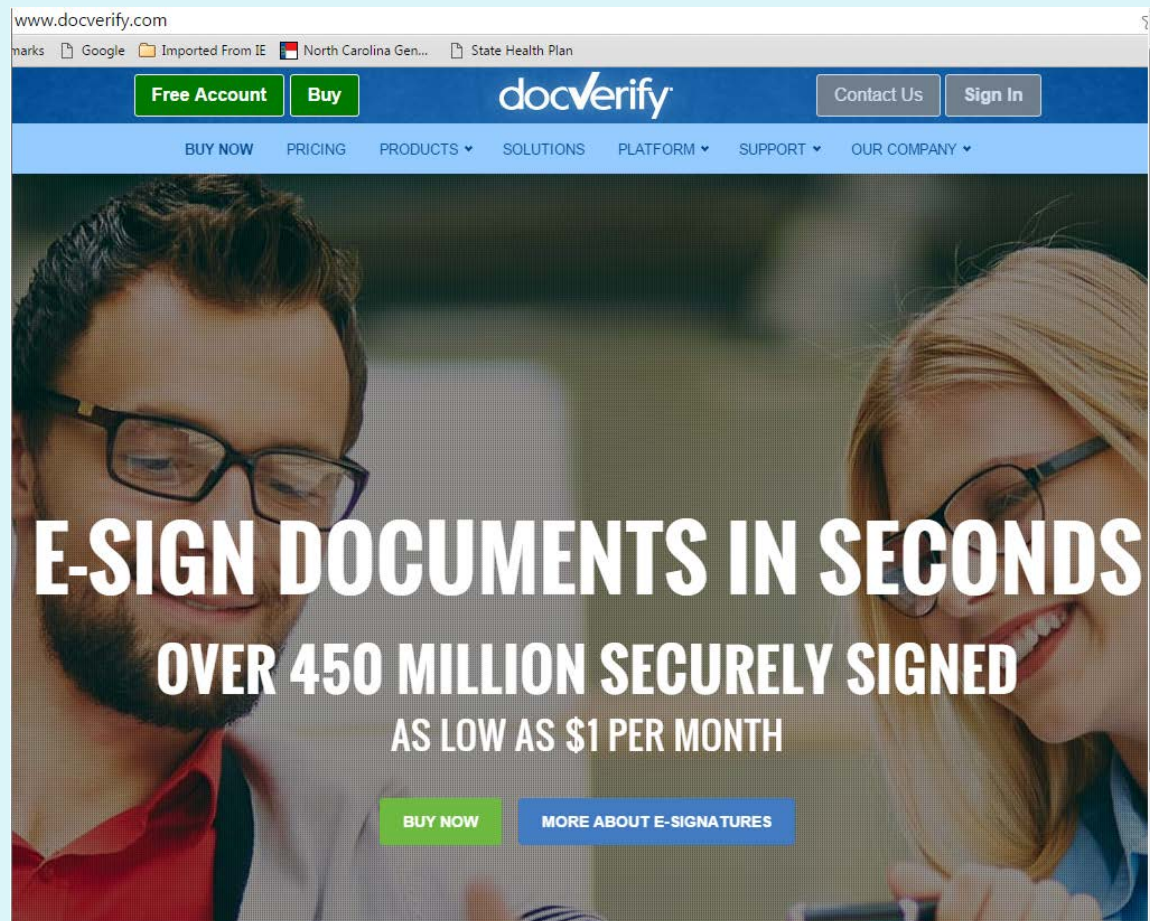 www.docverify.com
marks Google Imported From IE North Carolina Gen... State Health Plan
Free Account Buy docVerify Contact Us Sign In
BUY NOW PRICING PRODUCTS SOLUTIONS PLATFORM SUPPORT OUR COMPANY
E-SIGN DOCUMENTS IN SECONDS
OVER 450 MILLION SECURELY SIGNED
AS LOW AS $1 PER MONTH
BUY NOW MORE ABOUT E-SIGNATURES